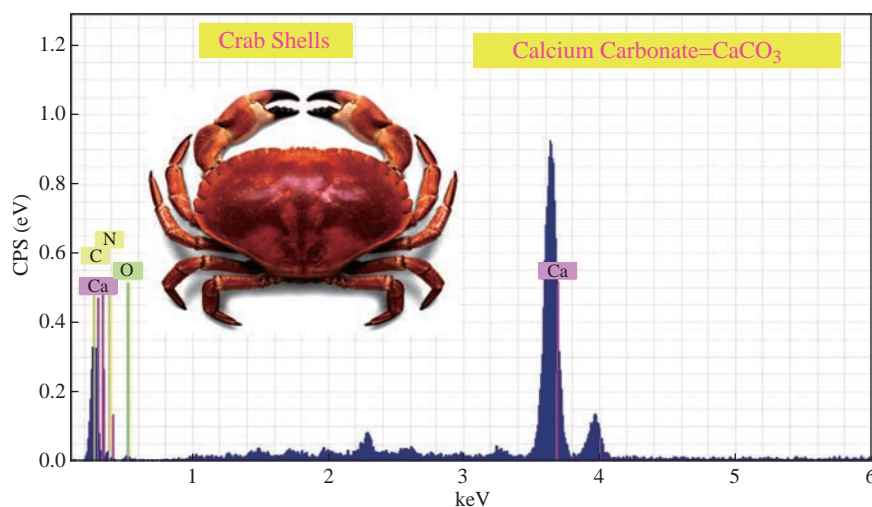 Crab Shells
Calcium Carbonate=CaCO₃
1.2
1.0
0.8
0.6
0.4
0.2
0.0
CPS (eV)
N
C
O
Ca
Ca
1
2
3
4
5
6
keV